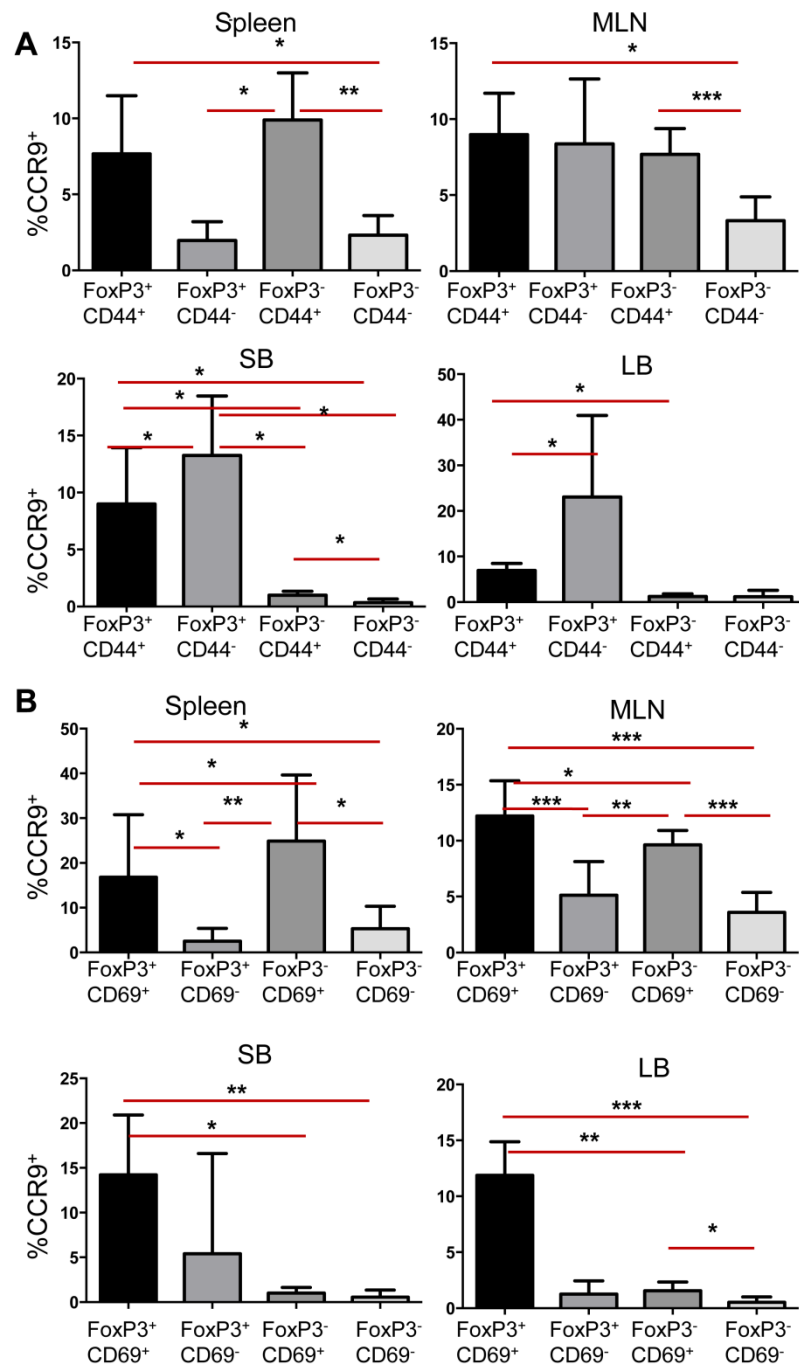 A
Spleen
%CCR9+
15
10
5
0
*
*
**
FoxP3+ FoxP3+ FoxP3- FoxP3-
CD44+ CD44- CD44+ CD44-
MLN
15
10
5
0
*
***
FoxP3+ FoxP3+ FoxP3- FoxP3-
CD44+ CD44- CD44+ CD44-
SB
%CCR9+
20
15
10
5
0
*
*
*
*
*
*
FoxP3+ FoxP3+ FoxP3- FoxP3-
CD44+ CD44- CD44+ CD44-
LB
50
40
30
20
10
0
*
*
FoxP3+ FoxP3+ FoxP3- FoxP3-
CD44+ CD44- CD44+ CD44-
B
Spleen
%CCR9+
50
40
30
20
10
0
*
*
**
*
*
FoxP3+ FoxP3+ FoxP3- FoxP3-
CD69+ CD69- CD69+ CD69-
MLN
20
15
10
5
0
***
*
***
**
***
FoxP3+ FoxP3+ FoxP3- FoxP3-
CD69+ CD69- CD69+ CD69-
SB
%CCR9+
25
20
15
10
5
0
**
*
FoxP3+ FoxP3+ FoxP3- FoxP3-
CD69+ CD69- CD69+ CD69-
LB
20
15
10
5
0
***
**
*
FoxP3+ FoxP3+ FoxP3- FoxP3-
CD69+ CD69- CD69+ CD69-